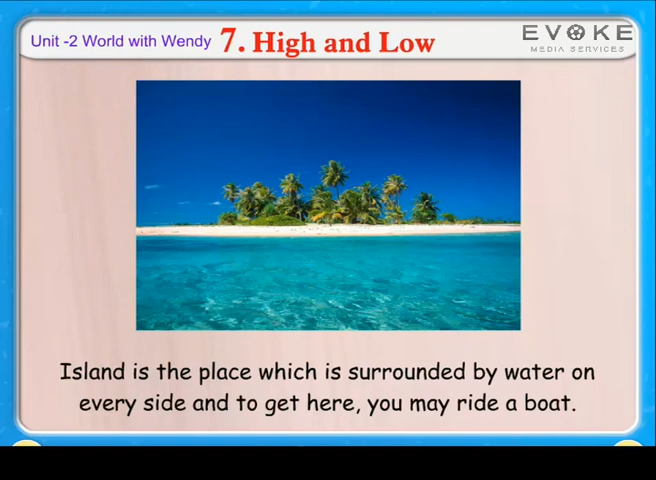 Unit -2 World with Wendy 7. High and Low
EVOKE
MEDIA SERVICES
Island is the place which is surrounded by water on
every side and to get here, you may ride a boat.